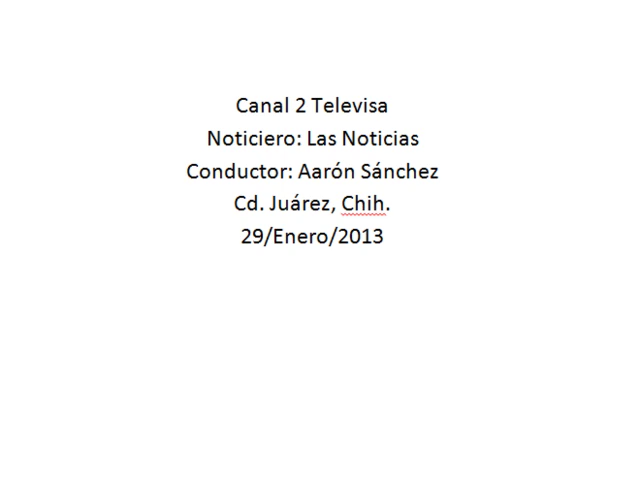 Canal 2 Televisa
Noticiero: Las Noticias
Conductor: Aarón Sánchez
Cd. Juárez, Chih.
29/Enero/2013